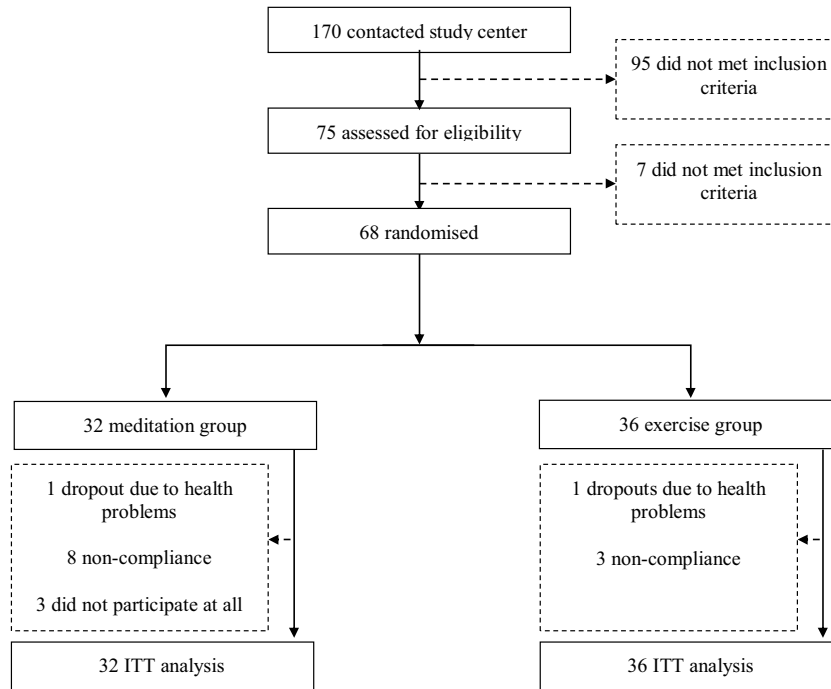 170 contacted study center
95 did not met inclusion
criteria
75 assessed for eligibility
7 did not met inclusion
criteria
68 randomised
32 meditation group
36 exercise group
1 dropout due to health
problems
8 non-compliance
3 did not participate at all
1 dropouts due to health
problems
3 non-compliance
32 ITT analysis
36 ITT analysis